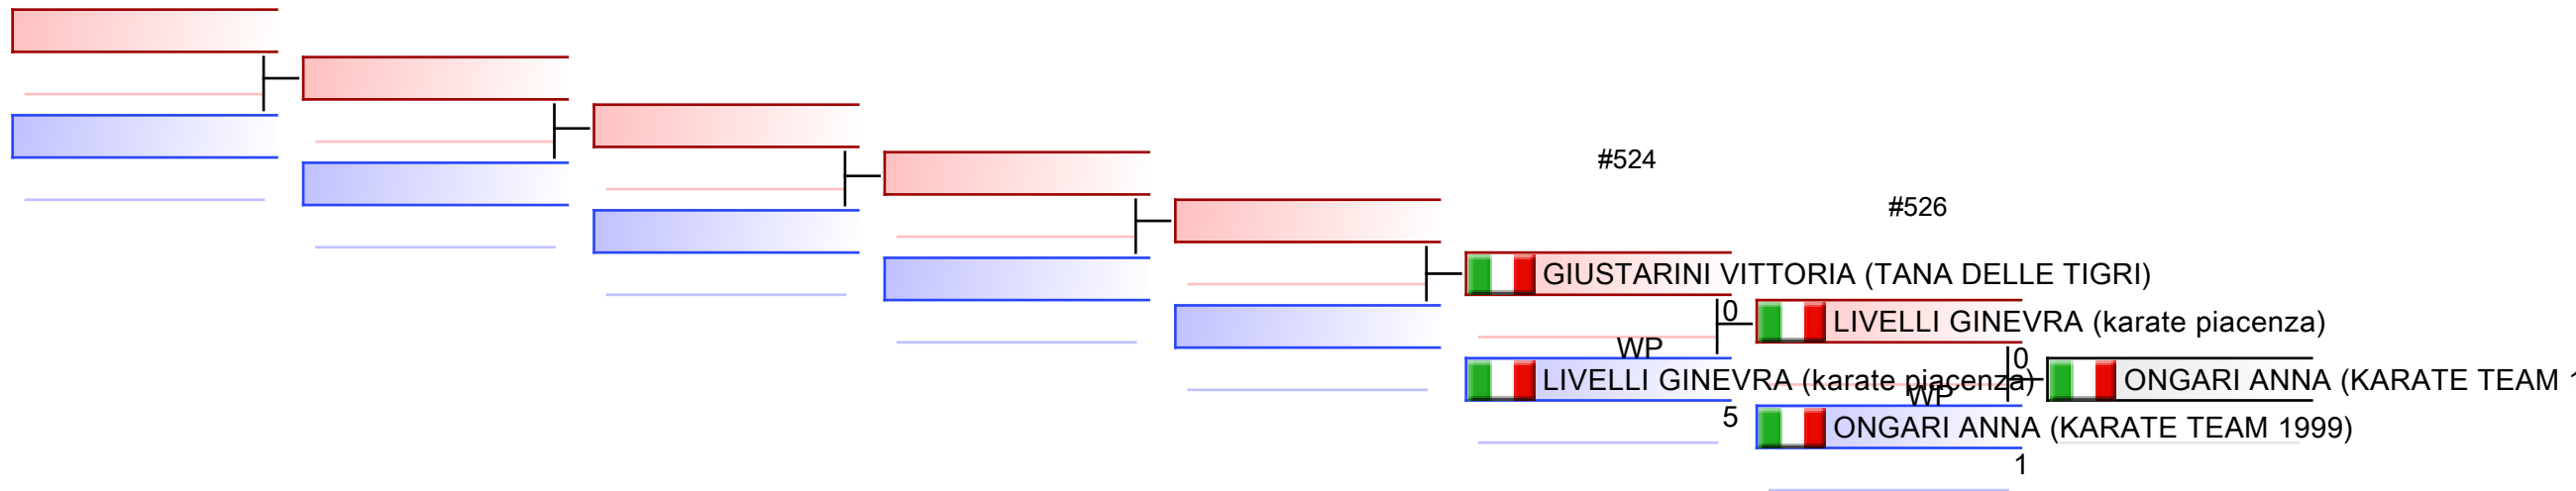 #524
#526
GIUSTARINI VITTORIA (TANA DELLE TIGRI)
0
LIVELLI GINEVRA (karate piacenza)
WP
0
LIVELLI GINEVRA (karate piacenza)
ONGARI ANNA (KARATE TEAM 1
WP
5
ONGARI ANNA (KARATE TEAM 1999)
1